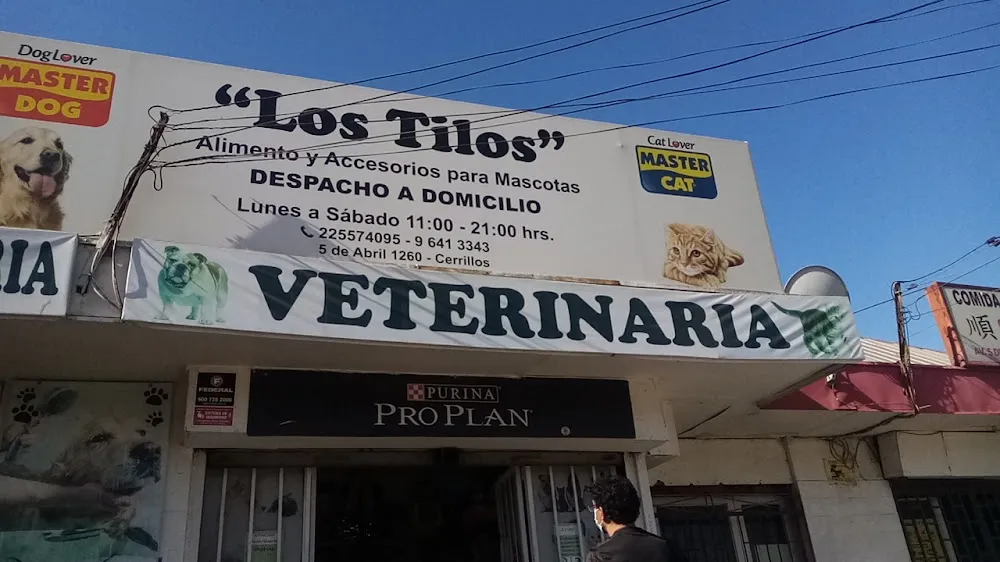 DogLover
MASTER
DOG
"Los Tilos"
Alimento y Accesorios para Mascotas
DESPACHO A DOMICILIO
Lunes a Sábado 11:00 - 21:00 hrs.
225574095 - 9 641 3343
5 de Abril 1260 - Cerrillos
Cat Lover
MASTER
CAT
RIA
VETERINARIA
COMIDA
順
FEDERAL
PURINA
PRO PLAN